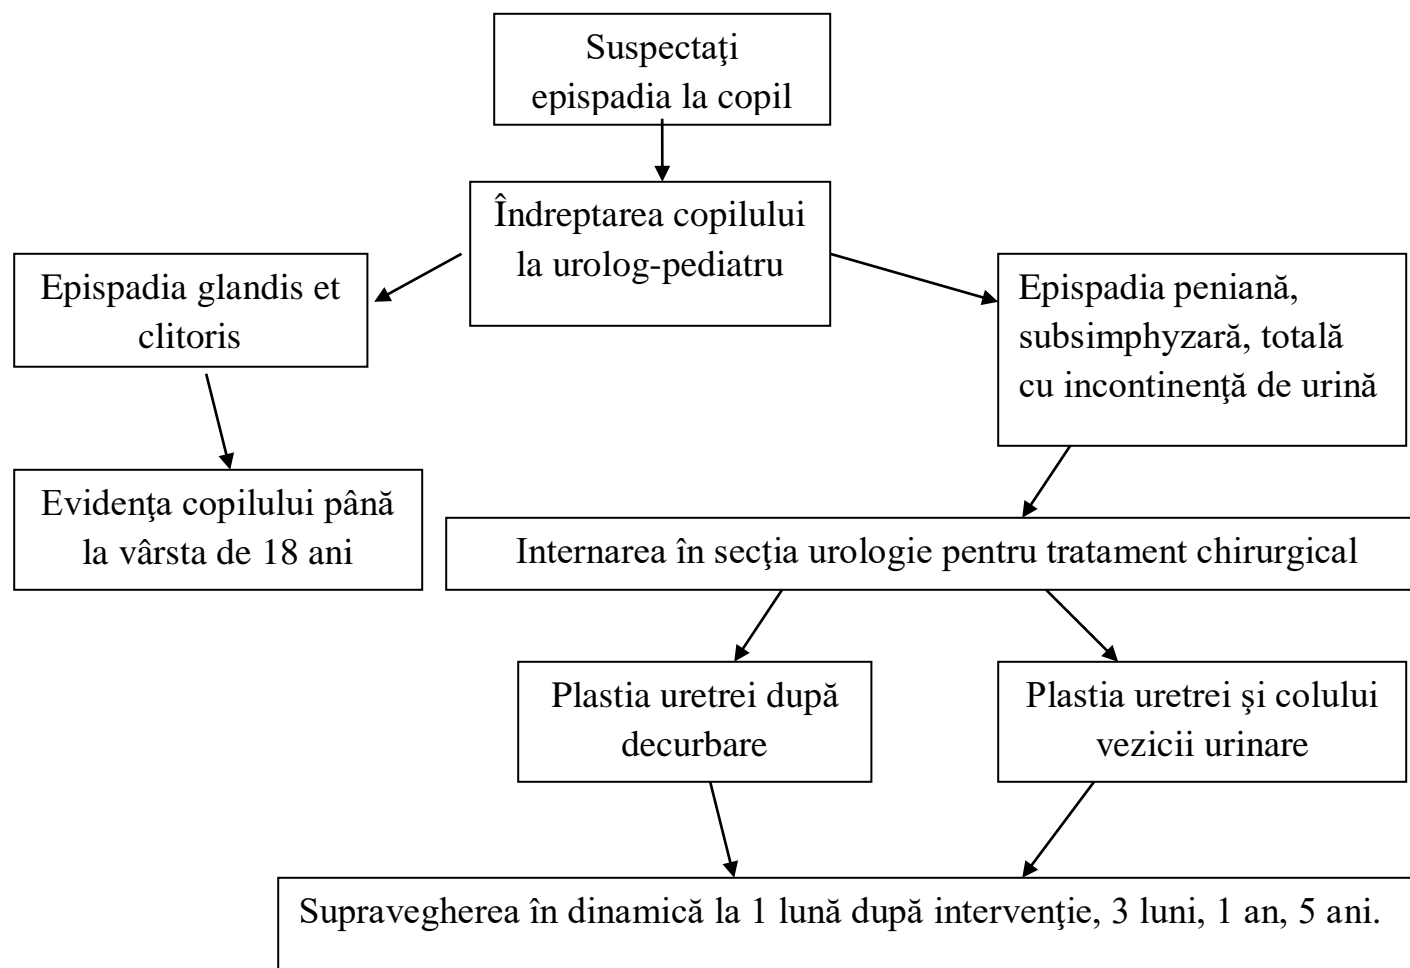 Suspectaţi
epispadia la copil
Îndreptarea copilului
la urolog-pediatru
Epispadia glandis et
clitoris
Epispadia peniană,
subsimphyzară, totală
cu incontinenţă de urină
Evidenţa copilului până
la vârsta de 18 ani
Internarea în secţia urologie pentru tratament chirurgical
Plastia uretrei după
decurbare
Plastia uretrei şi colului
vezicii urinare
Supravegherea în dinamică la 1 lună după intervenţie, 3 luni, 1 an, 5 ani.